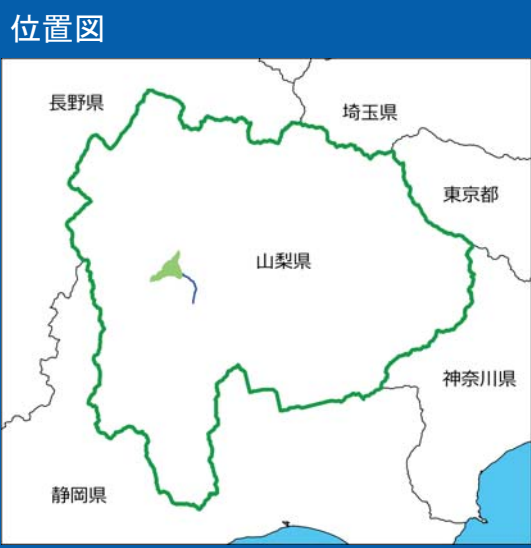 位置図
長野県
埼玉県
東京都
山梨県
神奈川県
静岡県